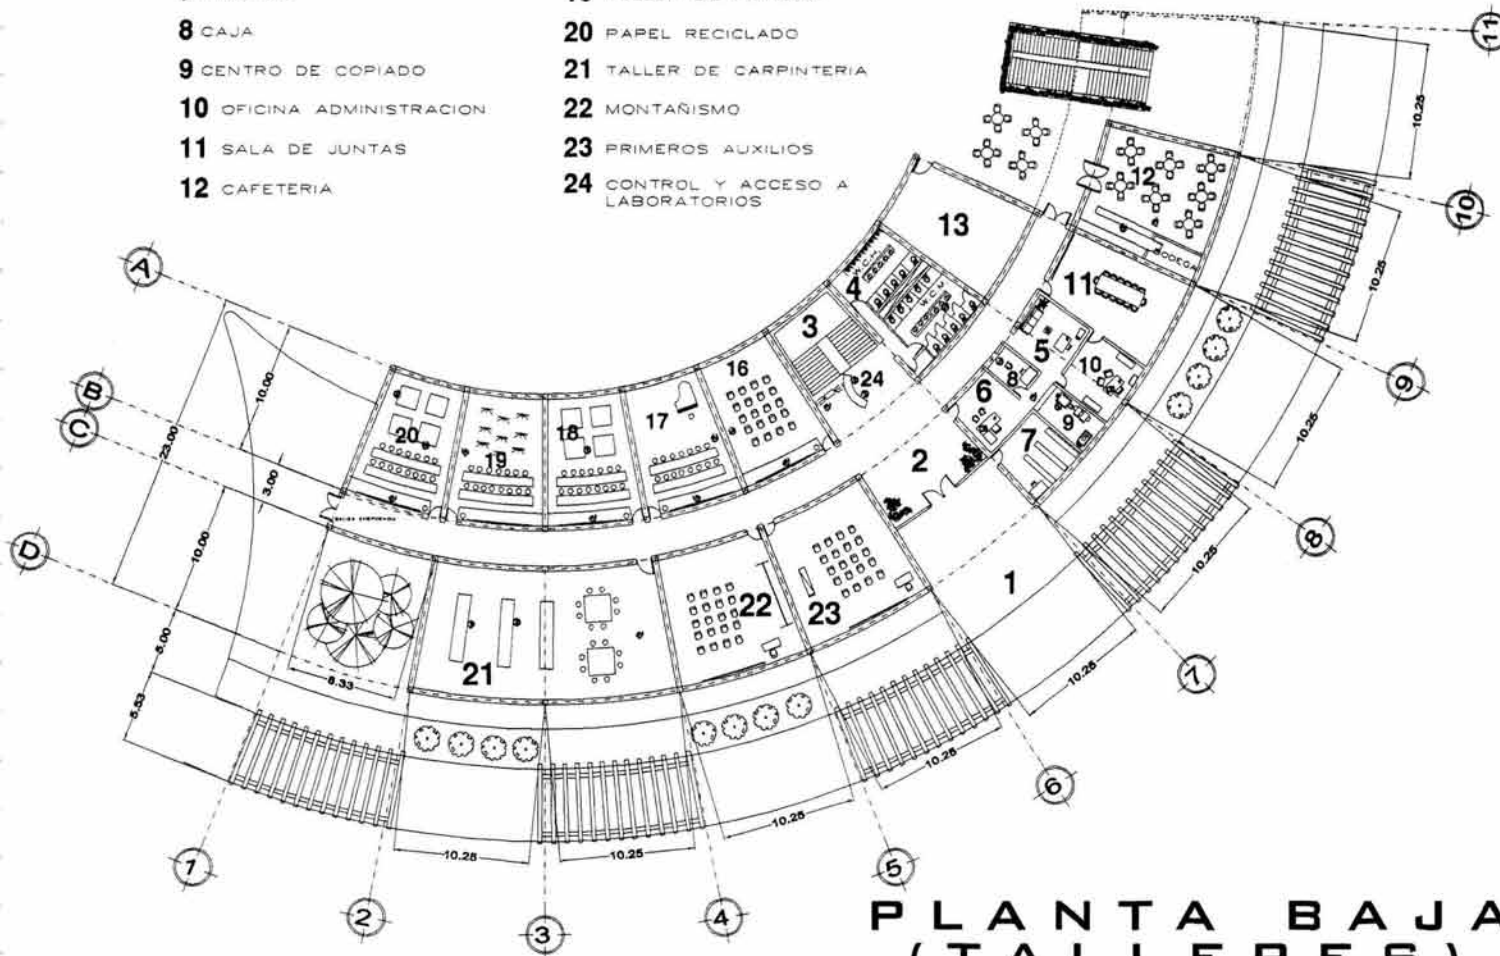 8 CAJA
9 CENTRO DE COPIADO
10 OFICINA ADMINISTRACION
11 SALA DE JUNTAS
12 CAFETERIA
20 PAPEL RECICLADO
21 TALLER DE CARPINTERIA
22 MONTAÑISMO
23 PRIMEROS AUXILIOS
24 CONTROL Y ACCESO A
LABORATORIOS
11
10.25
10
12
BODEGA
10.25
13
11
A
W.C.H
4
W.C.M
3
5
10
9
16
24
8
6
9
10.25
10.00
B
C
17
20
19
18
7
2
23.00
3.00
8
10.25
D
10.00
1
22
23
21
5.00
8.33
7
10.25
5.53
10.25
6
10.25
10.25
10.25
1
2
3
4
5
PLANTA BAJA
(TALLERES)